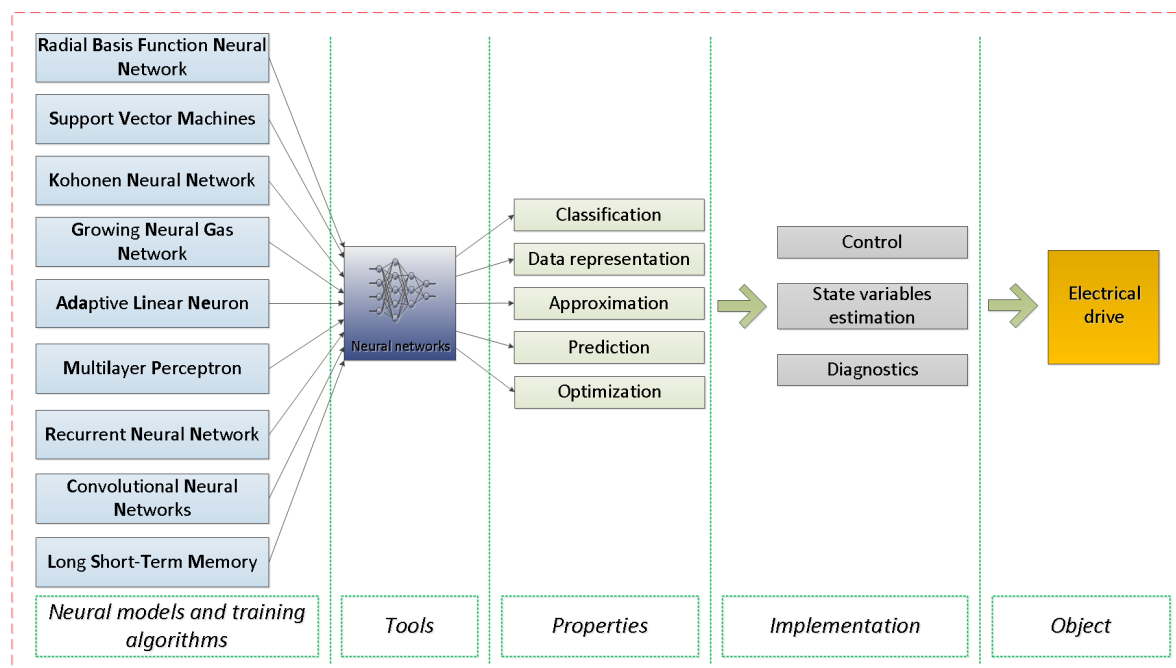 Radial Basis Function Neural
Network
Support Vector Machines
Kohonen Neural Network
Growing Neural Gas
Network
Adaptive Linear Neuron
Multilayer Perceptron
Recurrent Neural Network
Convolutional Neural
Networks
Long Short-Term Memory
Neural models and training
algorithms
Neural networks
Tools
Classification
Data representation
Approximation
Prediction
Optimization
Properties
Control
State variables
estimation
Diagnostics
Implementation
Electrical
drive
Object